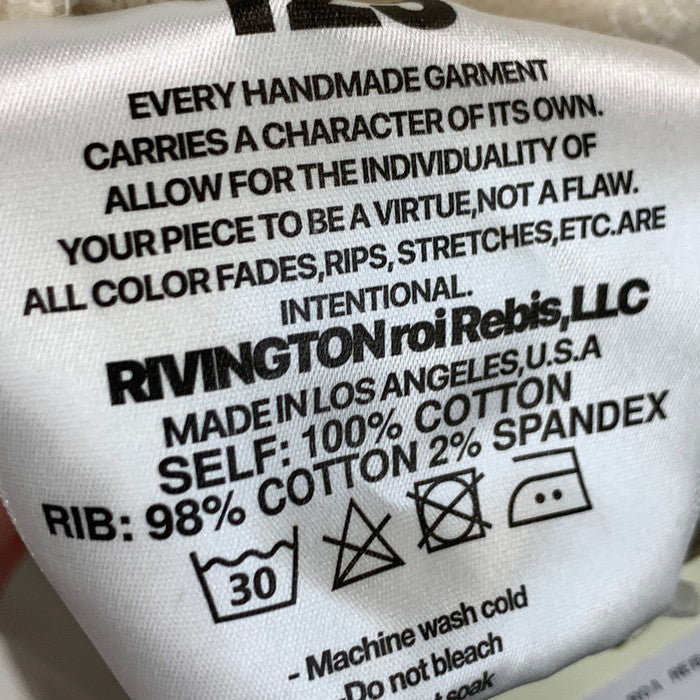 EVERY HANDMADE GARMENT
CARRIES A CHARACTER OF ITS OWN.
ALLOW FOR THE INDIVIDUALITY OF
YOUR PIECE TO BE A VIRTUE,NOT A FLAW.
ALL COLOR FADES,RIPS, STRETCHES,ETC.ARE
INTENTIONAL.
RIVINGTON roi Rebis,LLC
MADE IN LOS ANGELES,U.S.A
SELF: 100% COTTON
RIB: 98% COTTON 2% SPANDEX
30
- Machine wash cold
-Do not bleach
soak